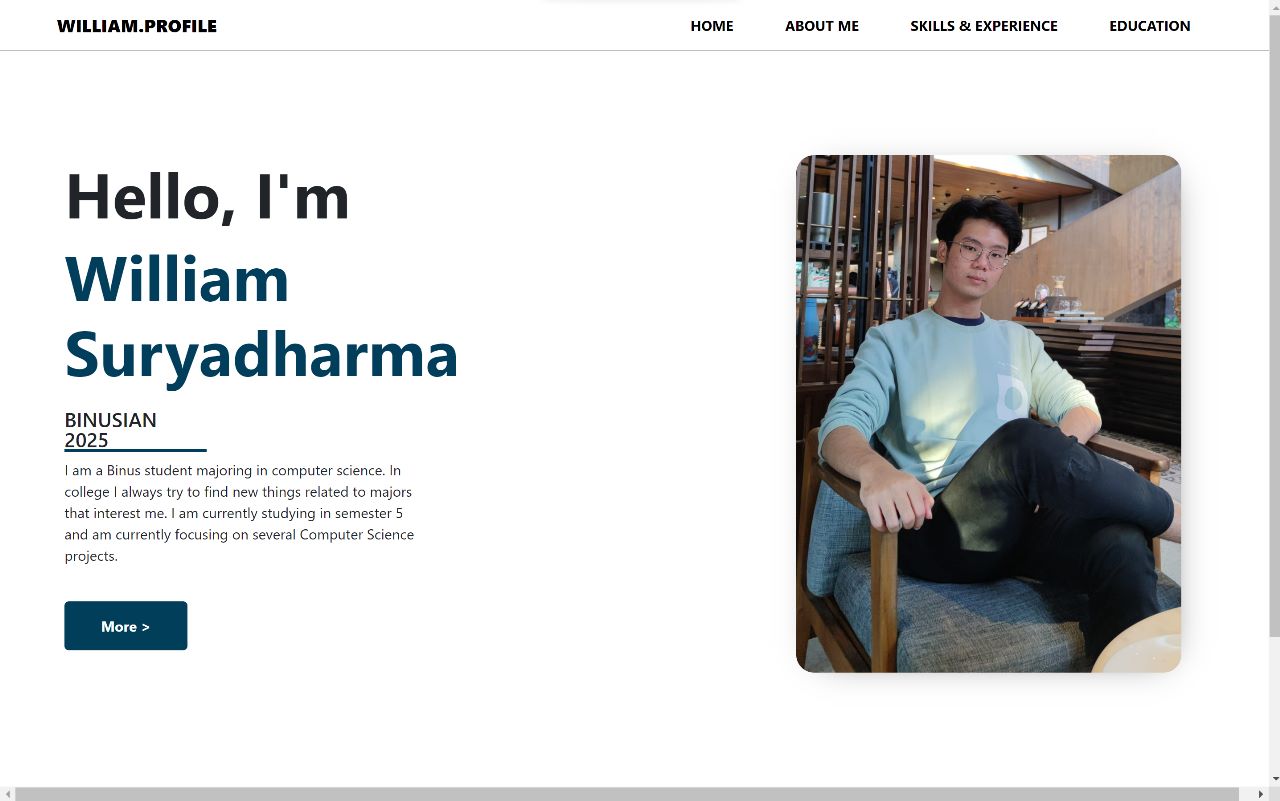 WILLIAM.PROFILE
HOME
ABOUT ME
SKILLS & EXPERIENCE
EDUCATION
Hello, I'm
William
Suryadharma
BINUSIAN
2025
I am a Binus student majoring in computer science. In
college I always try to find new things related to majors
that interest me. I am currently studying in semester 5
and am currently focusing on several Computer Science
projects.
More >